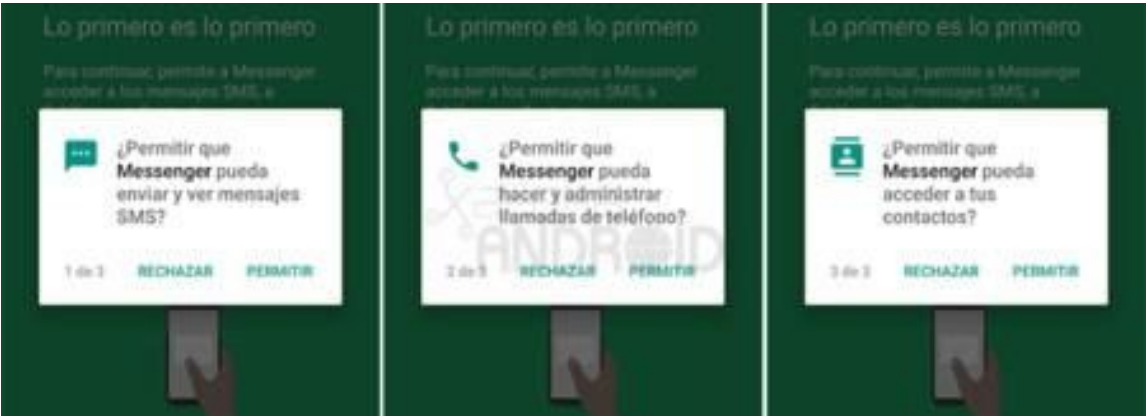 Lo primero es lo primero
Para continuar, permite a Messenger
acceder a los mensajes SMS, a
¿Permitir que
Messenger pueda
enviar y ver mensajes
SMS?
1 de 3 RECHAZAR PERMITIR
Lo primero es lo primero
Para continuar, permite a Messenger
acceder a los mensajes SMS, a
¿Permitir que
Messenger pueda
hacer y administrar
llamadas de teléfono?
2 de 3 RECHAZAR PERMITIR
ANDROID
Lo primero es lo primero
Para continuar, permite a Messenger
acceder a los mensajes SMS, a
¿Permitir que
Messenger pueda
acceder a tus
contactos?
3 de 3 RECHAZAR PERMITIR